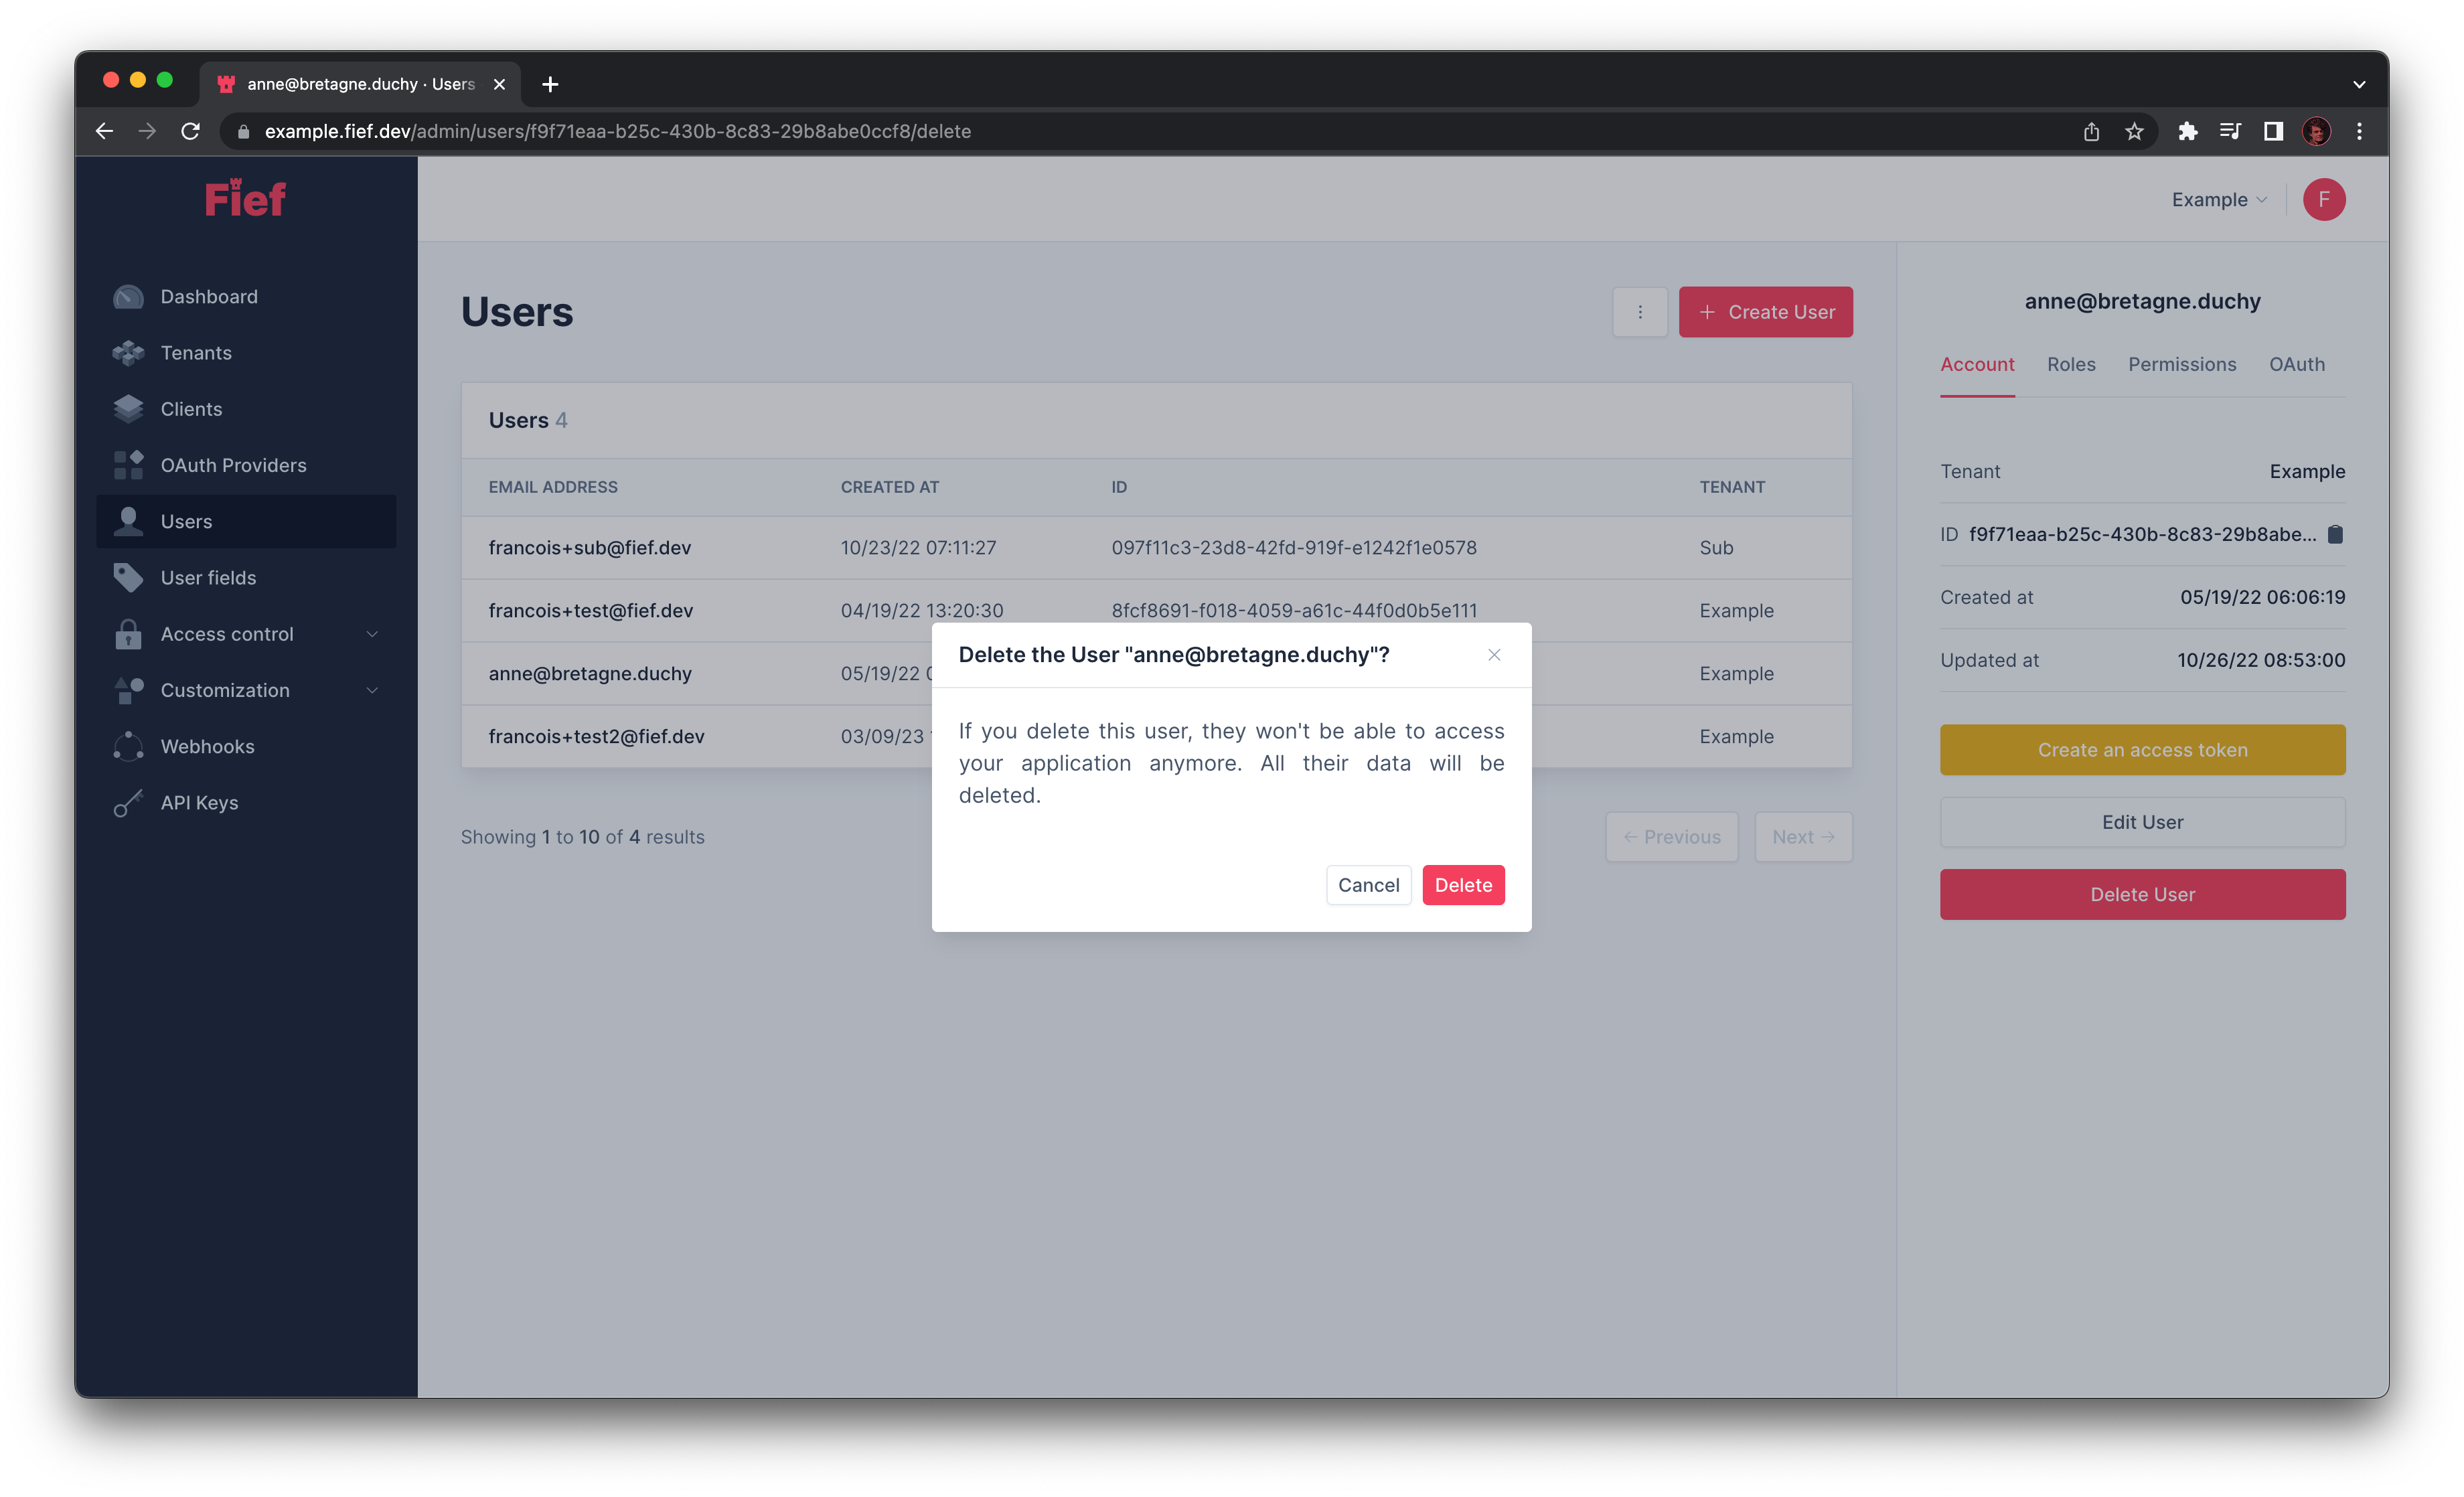 anne@bretagne.duchy · Users
example.fief.dev/admin/users/f9f71eaa-b25c-430b-8c83-29b8abe0ccf8/delete
Fief
Example
F
Dashboard
Tenants
Clients
OAuth Providers
Users
User fields
Access control
Customization
Webhooks
API Keys
Users
Create User
Users 4
EMAIL ADDRESS CREATED AT ID TENANT
francois+sub@fief.dev 10/23/22 07:11:27 097f11c3-23d8-42fd-919f-e1242f1e0578 Sub
francois+test@fief.dev 04/19/22 13:20:30 8fcf8691-f018-4059-a61c-44f0d0b5e111 Example
anne@bretagne.duchy 05/19/22 Example
francois+test2@fief.dev 03/09/23 Example
Showing 1 to 10 of 4 results
← Previous
Next →
Delete the User "anne@bretagne.duchy"?
If you delete this user, they won't be able to access
your application anymore. All their data will be
deleted.
Cancel
Delete
anne@bretagne.duchy
Account Roles Permissions OAuth
Tenant Example
ID f9f71eaa-b25c-430b-8c83-29b8abe...
Created at 05/19/22 06:06:19
Updated at 10/26/22 08:53:00
Create an access token
Edit User
Delete User